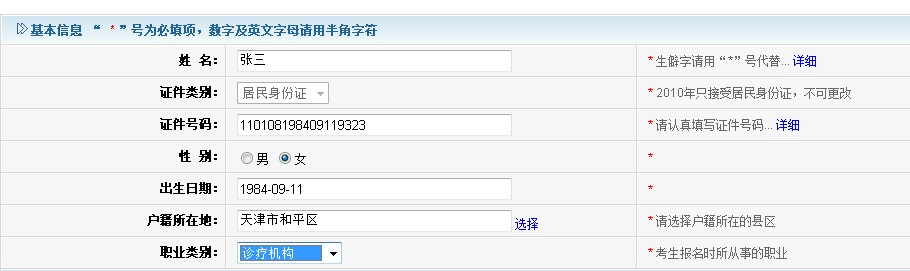 基本信息 “ * ”号为必填项，数字及英文字母请用半角字符
姓 名： 张三 *生僻字请用“*”号代替... 详细
证件类别： 居民身份证 * 2010年只接受居民身份证，不可更改
证件号码： 110108198409119323 *请认真填写证件号码... 详细
性 别： 男 女 *
出生日期： 1984-09-11 *
户籍所在地： 天津市和平区 选择 *请选择户籍所在的县区
职业类别： 诊疗机构 *考生报名时所从事的职业